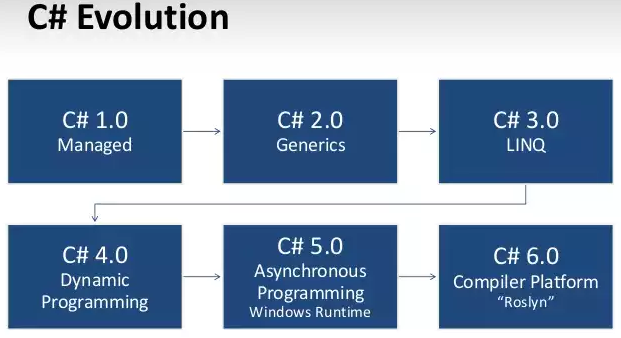 C# Evolution
C# 1.0
Managed
C# 2.0
Generics
C# 3.0
LINQ
C# 4.0
Dynamic
Programming
C# 5.0
Asynchronous
Programming
Windows Runtime
C# 6.0
Compiler Platform
“Roslyn”